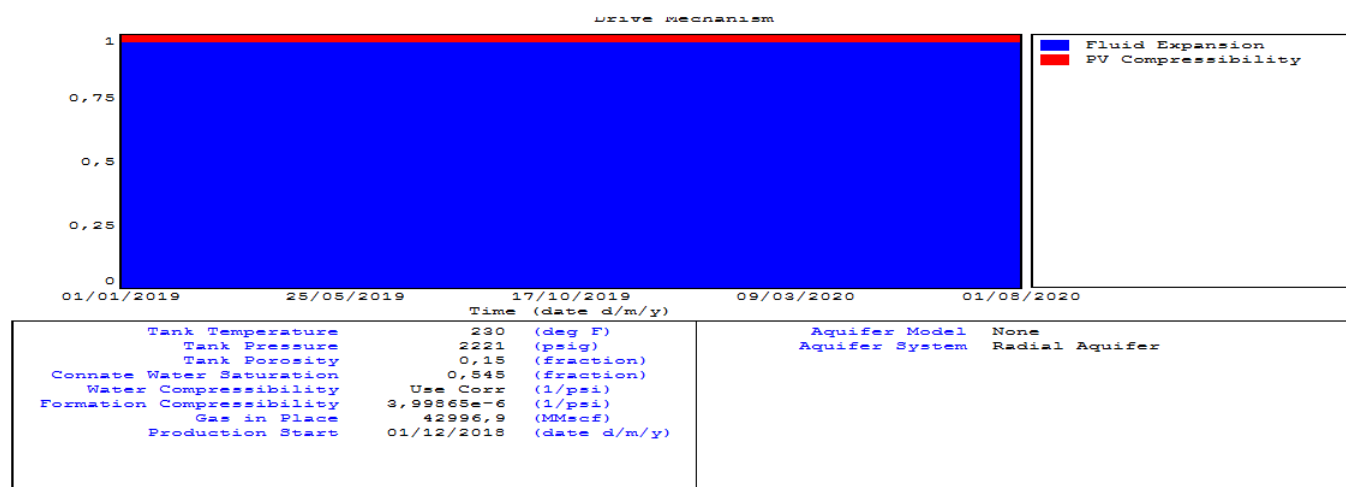 Drive Mechanism
1
Fluid Expansion
PV Compressibility
0,75
0,5
0,25
0
01/01/2019 25/05/2019 17/10/2019 09/03/2020 01/08/2020
Time (date d/m/y)
Tank Temperature 230 (deg F)
Tank Pressure 2221 (psig)
Tank Porosity 0,15 (fraction)
Connate Water Saturation 0,545 (fraction)
Water Compressibility Use Corr (1/psi)
Formation Compressibility 3,99865e-6 (1/psi)
Gas in Place 42996,9 (MMscf)
Production Start 01/12/2018 (date d/m/y)
Aquifer Model None
Aquifer System Radial Aquifer